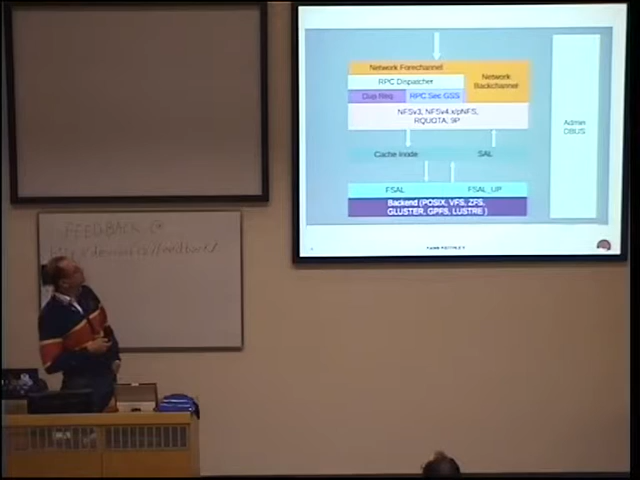 Network Forechannel
Network
Backchannel
RPC Dispatcher
Dup Req
RPC Sec GSS
NFSv3, NFSv4.x/pNFS,
RQUOTA, 9P
Cache Inode
SAL
FSAL
FSAL_UP
Backend (POSIX, VFS, ZFS,
GLUSTER, GPFS, LUSTRE )
Admin
DBUS
FEEDBACK @